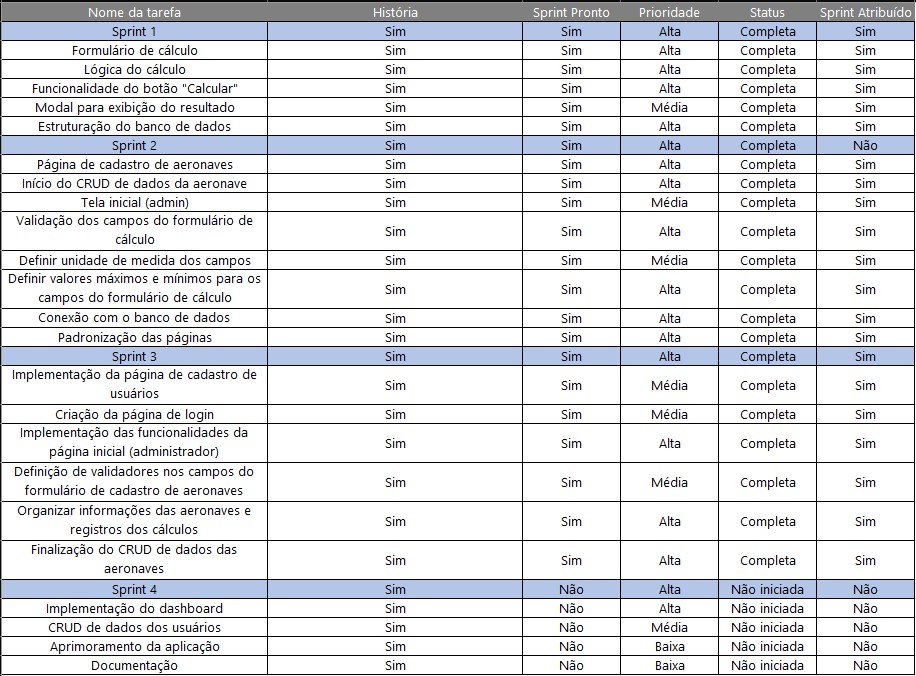 Nome da tarefa História Sprint Pronto Prioridade Status Sprint Atribuído
Sprint 1 Sim Sim Alta Completa Sim
Formulário de cálculo Sim Sim Alta Completa Sim
Lógica do cálculo Sim Sim Alta Completa Sim
Funcionalidade do botão "Calcular" Sim Sim Alta Completa Sim
Modal para exibição do resultado Sim Sim Média Completa Sim
Estruturação do banco de dados Sim Sim Alta Completa Sim
Sprint 2 Sim Sim Alta Completa Não
Página de cadastro de aeronaves Sim Sim Alta Completa Sim
Início do CRUD de dados da aeronave Sim Sim Alta Completa Sim
Tela inicial (admin) Sim Sim Média Completa Sim
Validação dos campos do formulário de
cálculo Sim Sim Alta Completa Sim
Definir unidade de medida dos campos Sim Sim Média Completa Sim
Definir valores máximos e mínimos para os
campos do formulário de cálculo Sim Sim Alta Completa Sim
Conexão com o banco de dados Sim Sim Alta Completa Sim
Padronização das páginas Sim Sim Alta Completa Sim
Sprint 3 Sim Sim Alta Completa Sim
Implementação da página de cadastro de
usuários Sim Sim Média Completa Sim
Criação da página de login Sim Sim Média Completa Sim
Implementação das funcionalidades da
página inicial (administrador) Sim Sim Alta Completa Sim
Definição de validadores nos campos do
formulário de cadastro de aeronaves Sim Sim Média Completa Sim
Organizar informações das aeronaves e
registros dos cálculos Sim Sim Alta Completa Sim
Finalização do CRUD de dados das
aeronaves Sim Sim Alta Completa Sim
Sprint 4 Sim Não Alta Não iniciada Não
Implementação do dashboard Sim Não Alta Não iniciada Não
CRUD de dados dos usuários Sim Não Média Não iniciada Não
Aprimoramento da aplicação Sim Não Baixa Não iniciada Não
Documentação Sim Não Baixa Não iniciada Não